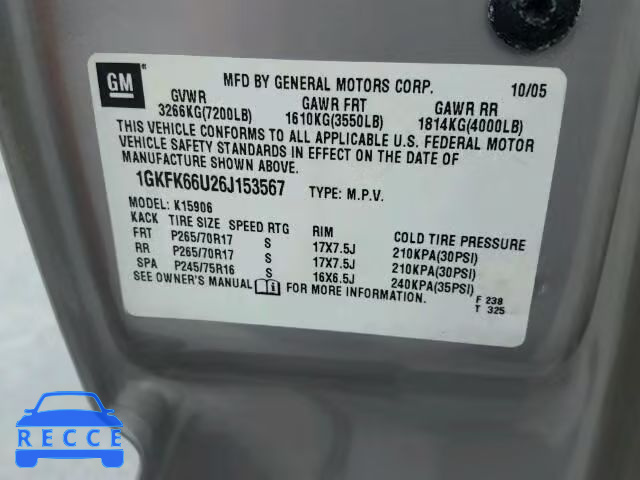 GM ®
MFD BY GENERAL MOTORS CORP. 10/05
GVWR GAWR FRT GAWR RR
3266KG(7200LB) 1610KG(3550LB) 1814KG(4000LB)
THIS VEHICLE CONFORMS TO ALL APPLICABLE U.S. FEDERAL MOTOR
VEHICLE SAFETY STANDARDS IN EFFECT ON THE DATE OF
MANUFACTURE SHOWN ABOVE.
1GKFK66U26J153567 TYPE: M.P.V.
MODEL: K15906
KACK TIRE SIZE SPEED RTG RIM COLD TIRE PRESSURE
FRT P265/70R17 S 17X7.5J 210KPA(30PSI)
RR P265/70R17 S 17X7.5J 210KPA(30PSI)
SPA P245/75R16 S 16X6.5J 240KPA(35PSI)
SEE OWNER'S MANUAL FOR MORE INFORMATION.
F 238
T 325
RECCE